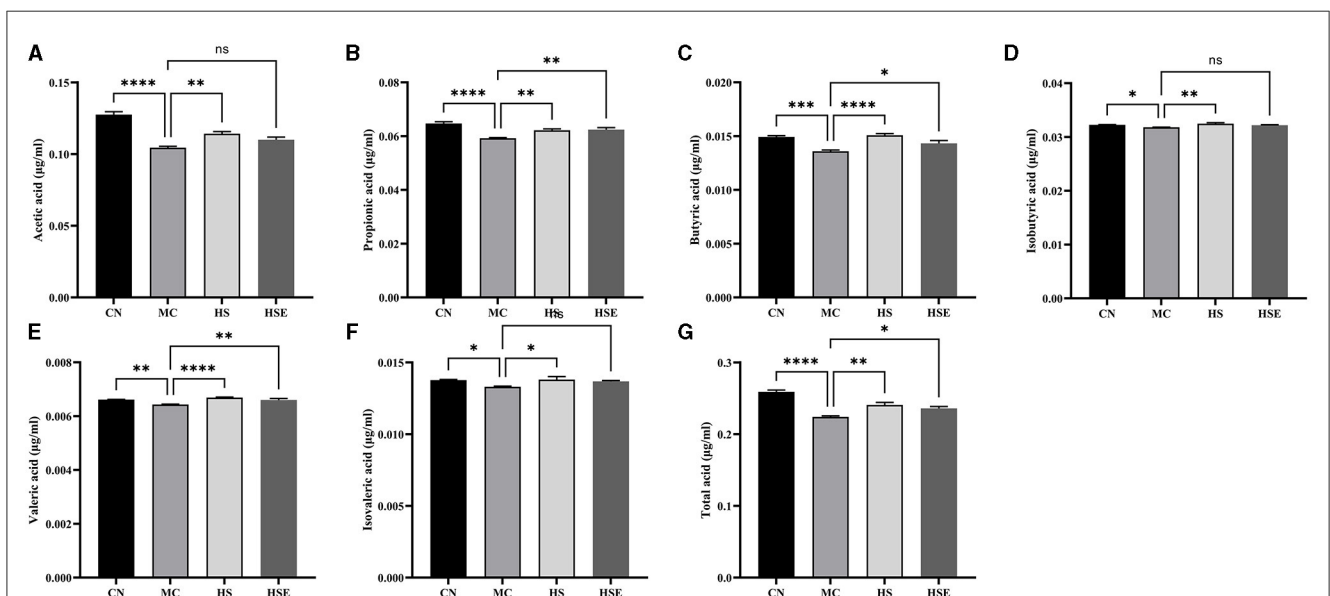 A
ns
**** **
0.15
0.10
0.05
0.00
Acetic acid (µg/ml)
CN MC HS HSE
B
**
**** **
0.08
0.06
0.04
0.02
0.00
Propionic acid (µg/ml)
CN MC HS HSE
C
*
*** ****
0.020
0.015
0.010
0.005
0.000
Butyric acid (µg/ml)
CN MC HS HSE
D
ns
* **
0.04
0.03
0.02
0.01
0.00
Isobutyric acid (µg/ml)
CN MC HS HSE
E
**
** ****
0.008
0.006
0.004
0.002
0.000
Valeric acid (µg/ml)
CN MC HS HSE
F
ns
* *
0.015
0.010
0.005
0.000
Isovaleric acid (µg/ml)
CN MC HS HSE
G
*
**** **
0.3
0.2
0.1
0.0
Total acid (µg/ml)
CN MC HS HSE